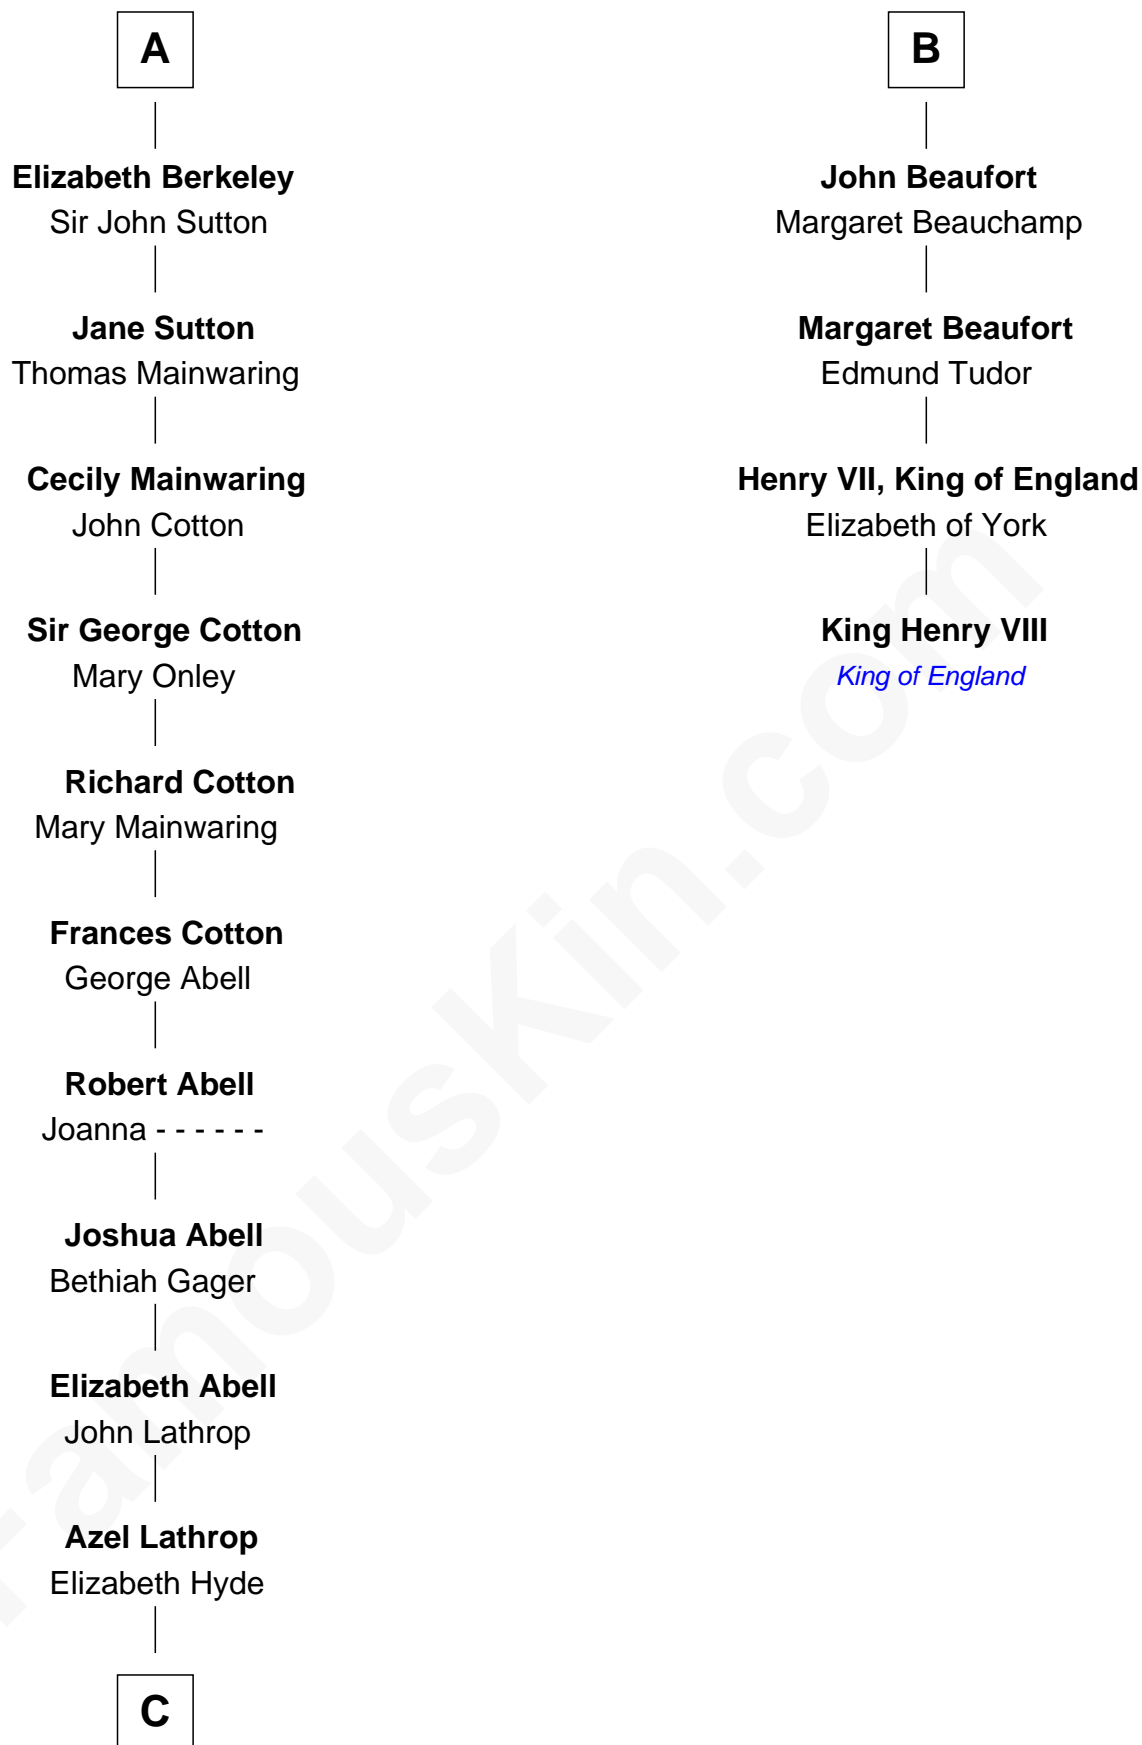 A
Elizabeth Berkeley
Sir John Sutton
Jane Sutton
Thomas Mainwaring
Cecily Mainwaring
John Cotton
Sir George Cotton
Mary Onley
Richard Cotton
Mary Mainwaring
Frances Cotton
George Abell
Robert Abell
Joanna - - - - - -
Joshua Abell
Bethiah Gager
Elizabeth Abell
John Lathrop
Azel Lathrop
Elizabeth Hyde
C
B
John Beaufort
Margaret Beauchamp
Margaret Beaufort
Edmund Tudor
Henry VII, King of England
Elizabeth of York
King Henry VIII
King of England
FamousKin.com